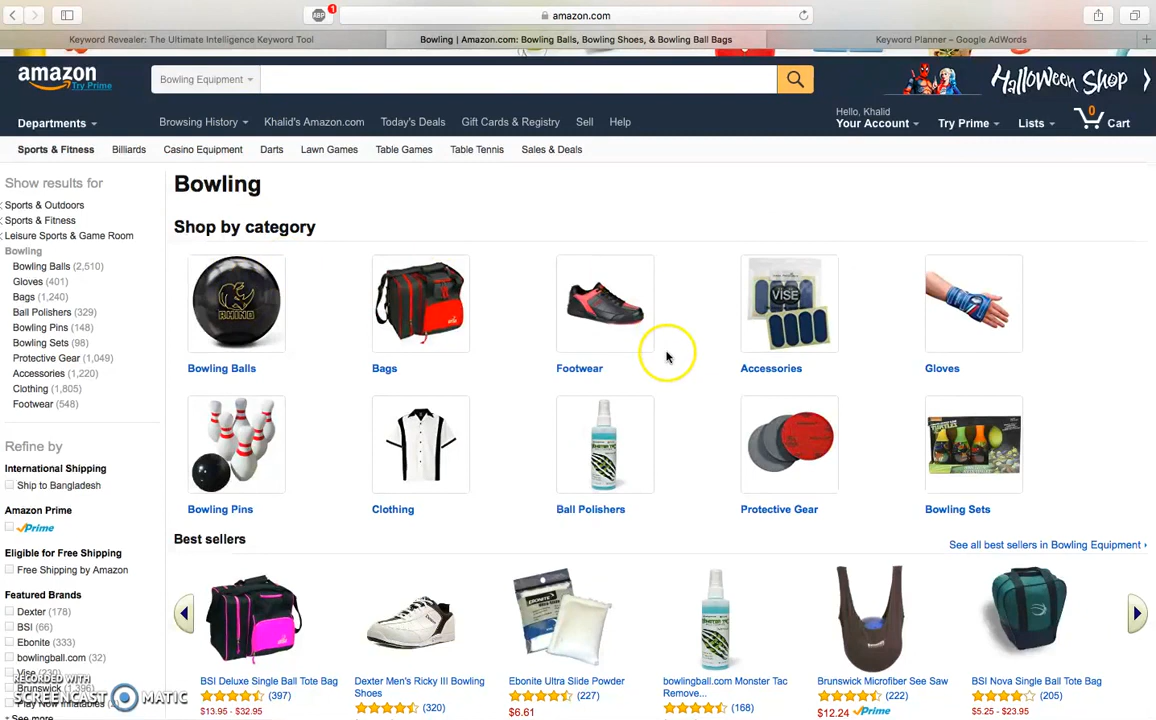 ABP
1
amazon.com
Keyword Revealer: The Ultimate Intelligence Keyword Tool
Bowling | Amazon.com: Bowling Balls, Bowling Shoes, & Bowling Ball Bags
Keyword Planner – Google AdWords
amazon
Try Prime
Bowling Equipment
Halloween Shop
Departments
Browsing History
Khalid's Amazon.com
Today's Deals
Gift Cards & Registry
Sell
Help
Hello, Khalid
Your Account
Try Prime
Lists
0
Cart
Sports & Fitness
Billiards
Casino Equipment
Darts
Lawn Games
Table Games
Table Tennis
Sales & Deals
Show results for
Sports & Outdoors
Sports & Fitness
Leisure Sports & Game Room
Bowling
Bowling Balls (2,510)
Gloves (401)
Bags (1,240)
Ball Polishers (329)
Bowling Pins (148)
Bowling Sets (98)
Protective Gear (1,049)
Accessories (1,220)
Clothing (1,805)
Footwear (548)
Refine by
International Shipping
Ship to Bangladesh
Amazon Prime
Prime
Eligible for Free Shipping
Free Shipping by Amazon
Featured Brands
Dexter (178)
BSI (66)
Ebonite (333)
bowlingball.com (32)
Brunswick (1,396)
RECORDED WITH
SCREENCAST MATIC
Bowling
Shop by category
RHINO
VISE
Bowling Balls
Bags
Footwear
Accessories
Gloves
Bowling Pins
Clothing
Ball Polishers
Protective Gear
Bowling Sets
Best sellers
See all best sellers in Bowling Equipment
BSI Deluxe Single Ball Tote Bag
(397)
$13.95 - $32.95
Dexter Men's Ricky III Bowling
Shoes
(320)
Ebonite Ultra Slide Powder
(227)
$6.61
bowlingball.com Monster Tac
Remove...
(168)
Brunswick Microfiber See Saw
(222)
$12.24 Prime
BSI Nova Single Ball Tote Bag
(205)
$5.25 - $23.95